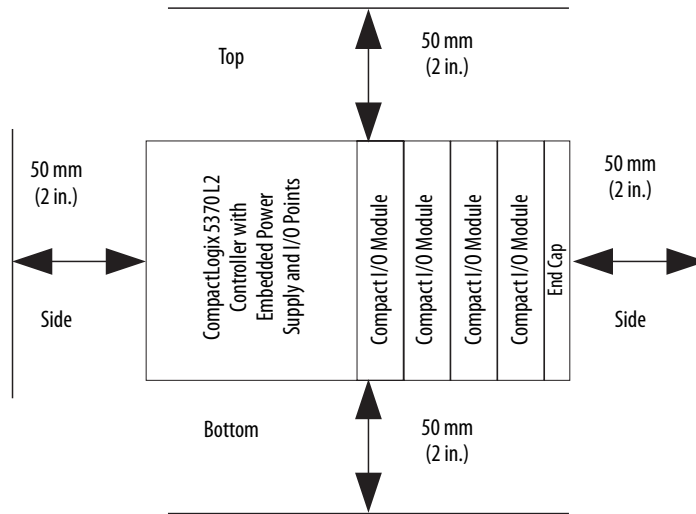 Top
50 mm
(2 in.)
50 mm
(2 in.)
Side
CompactLogix 5370 L2
Controller with
Embedded Power
Supply and I/O Points
Compact I/O Module
Compact I/O Module
Compact I/O Module
Compact I/O Module
End Cap
50 mm
(2 in.)
Side
Bottom
50 mm
(2 in.)